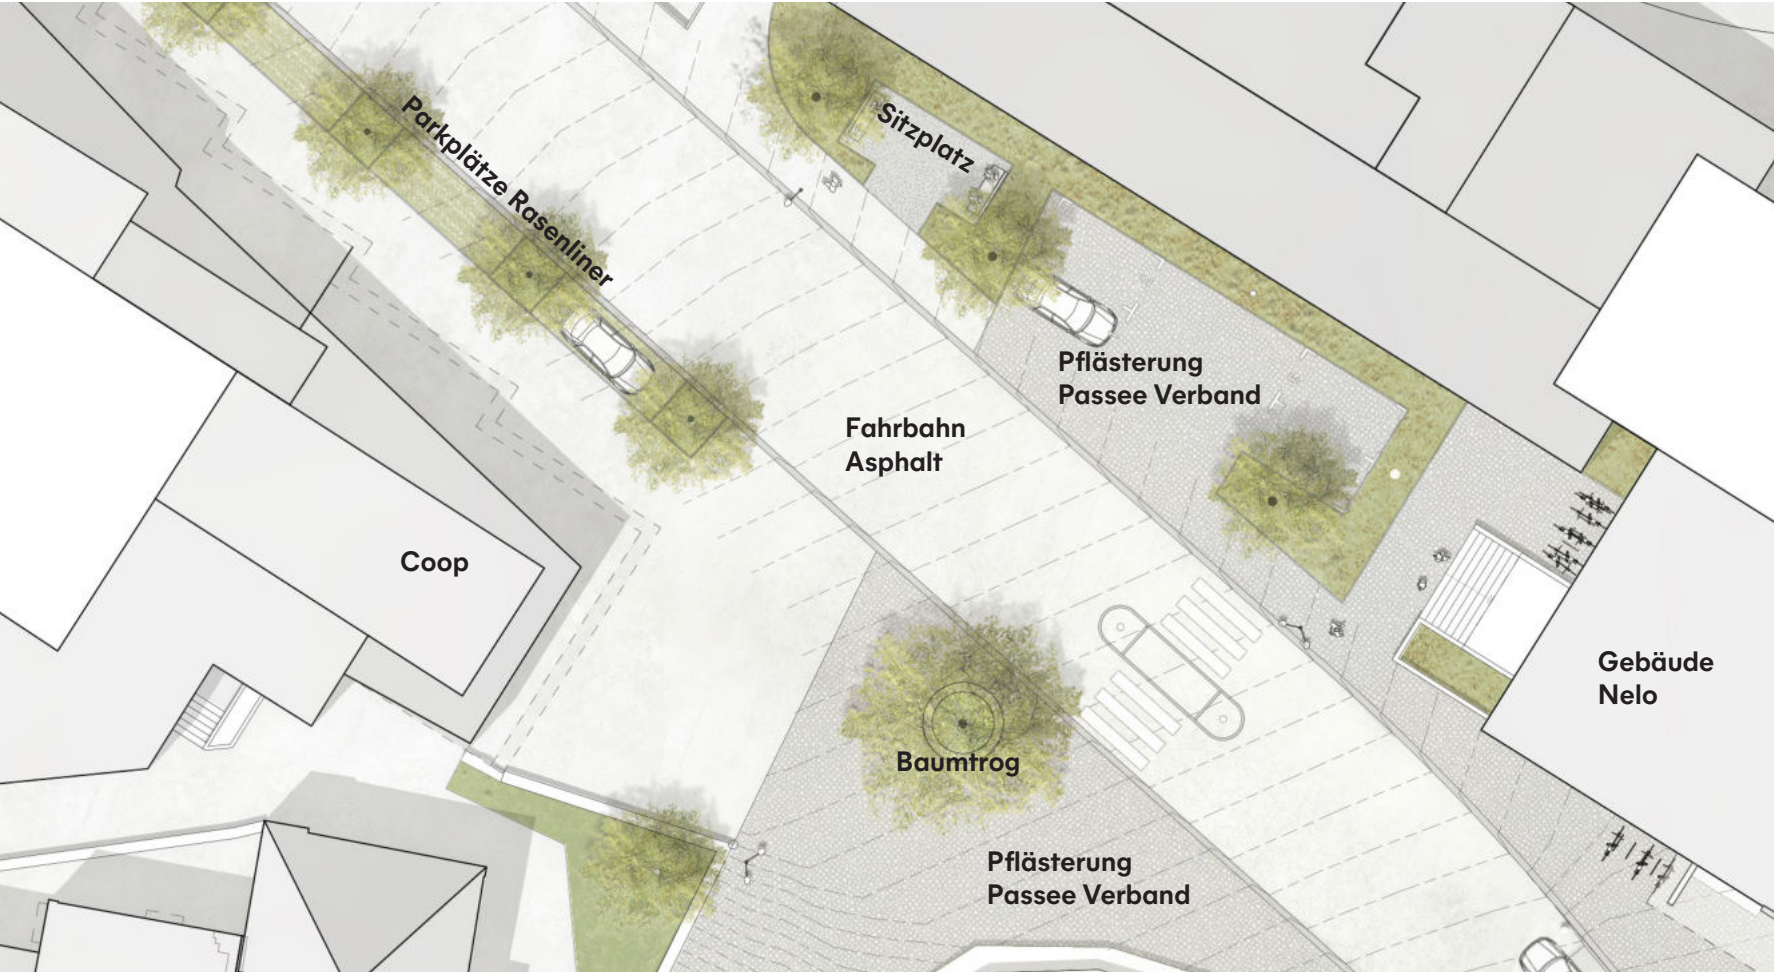 Parkplätze Rasenliner
Sitzplatz
Pflästerung
Passee Verband
Fahrbahn
Asphalt
Coop
Gebäude
Nelo
Baumtrog
Pflästerung
Passee Verband